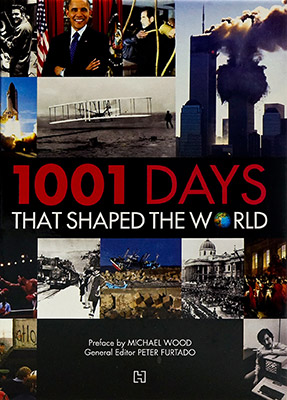 1001 DAYS
THAT SHAPED THE WORLD
Preface by MICHAEL WOOD
General Editor PETER FURTADO
H